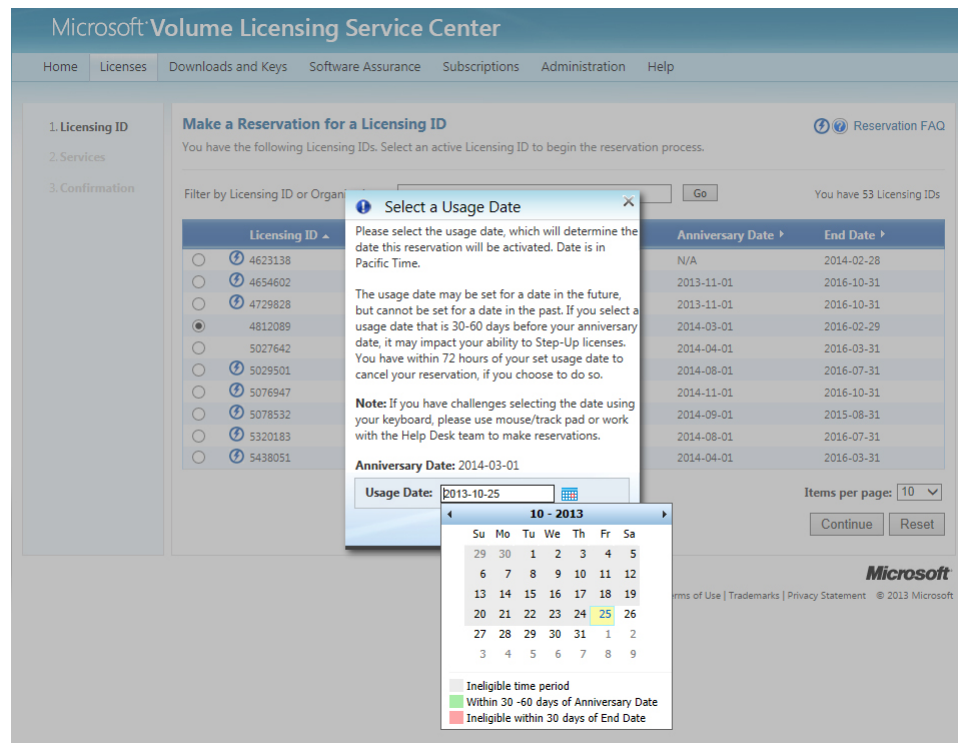 Microsoft Volume Licensing Service Center
Home Licenses Downloads and Keys Software Assurance Subscriptions Administration Help
1. Licensing ID
2. Services
3. Confirmation
Make a Reservation for a Licensing ID
Reservation FAQ
You have the following Licensing IDs. Select an active Licensing ID to begin the reservation process.
Filter by Licensing ID or Organ
Go
You have 53 Licensing IDs
Licensing ID Anniversary Date End Date
4623138 N/A 2014-02-28
4654602 2013-11-01 2016-10-31
4729828 2013-11-01 2016-10-31
4812089 2014-03-01 2016-02-29
5027642 2014-04-01 2016-03-31
5029501 2014-08-01 2016-07-31
5076947 2014-11-01 2016-10-31
5078532 2014-09-01 2015-08-31
5320183 2014-08-01 2016-07-31
5438051 2014-04-01 2016-03-31
Items per page: 10
Continue Reset
Select a Usage Date
Please select the usage date, which will determine the
date this reservation will be activated. Date is in
Pacific Time.
The usage date may be set for a date in the future,
but cannot be set for a date in the past. If you select a
usage date that is 30-60 days before your anniversary
date, it may impact your ability to Step-Up licenses.
You have within 72 hours of your set usage date to
cancel your reservation, if you choose to do so.
Note: If you have challenges selecting the date using
your keyboard, please use mouse/track pad or work
with the Help Desk team to make reservations.
Anniversary Date: 2014-03-01
Usage Date: 2013-10-25
10 - 2013
Su Mo Tu We Th Fr Sa
29 30 1 2 3 4 5
6 7 8 9 10 11 12
13 14 15 16 17 18 19
20 21 22 23 24 25 26
27 28 29 30 31 1 2
3 4 5 6 7 8 9
Ineligible time period
Within 30 -60 days of Anniversary Date
Ineligible within 30 days of End Date
Microsoft
rms of Use | Trademarks | Privacy Statement © 2013 Microsoft